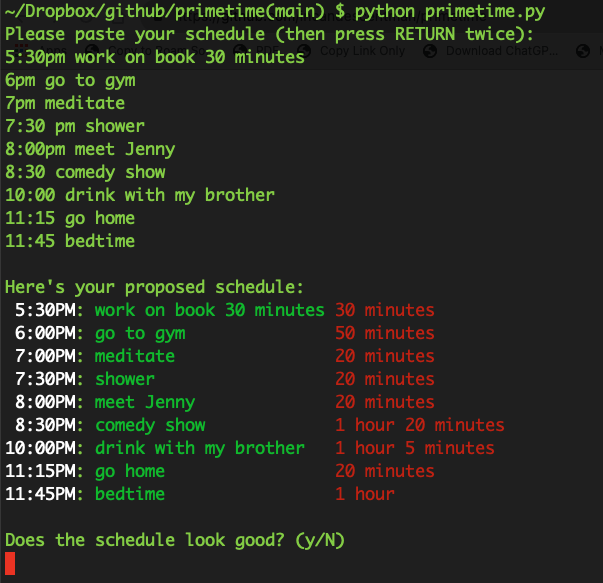 ~/Dropbox/github/primetime(main) $ python primetime.py
Please paste your schedule (then press RETURN twice):
5:30pm work on book 30 minutes
6pm go to gym
7pm meditate
7:30 pm shower
8:00pm meet Jenny
8:30 comedy show
10:00 drink with my brother
11:15 go home
11:45 bedtime
Here's your proposed schedule:
5:30PM: work on book 30 minutes 30 minutes
6:00PM: go to gym 50 minutes
7:00PM: meditate 20 minutes
7:30PM: shower 20 minutes
8:00PM: meet Jenny 20 minutes
8:30PM: comedy show 1 hour 20 minutes
10:00PM: drink with my brother 1 hour 5 minutes
11:15PM: go home 20 minutes
11:45PM: bedtime 1 hour
Does the schedule look good? (y/N)